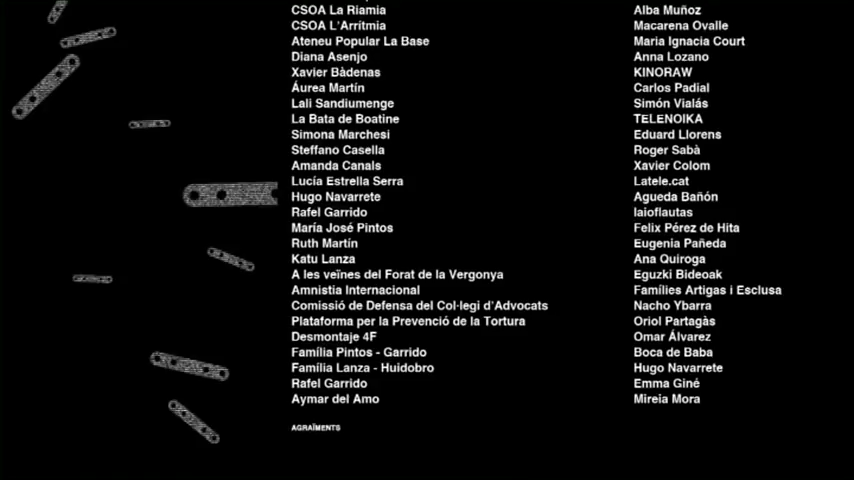 CSOA La Riamia
CSOA L'Arrítmia
Ateneu Popular La Base
Diana Asenjo
Xavier Bàdenas
Áurea Martín
Lali Sandiumenge
La Bata de Boatine
Simona Marchesi
Steffano Casella
Amanda Canals
Lucía Estrella Serra
Hugo Navarrete
Rafel Garrido
María José Pintos
Ruth Martín
Katu Lanza
A les veïnes del Forat de la Vergonya
Amnistia Internacional
Comissió de Defensa del Col·legi d'Advocats
Plataforma per la Prevenció de la Tortura
Desmontaje 4F
Família Pintos - Garrido
Família Lanza - Huidobro
Rafel Garrido
Aymar del Amo
AGRAÏMENTS
Alba Muñoz
Macarena Ovalle
Maria Ignacia Court
Anna Lozano
KINORAW
Carlos Padial
Simón Vialás
TELENOIKA
Eduard Llorens
Roger Sabà
Xavier Colom
Latele.cat
Agueda Bañón
Iaioflautas
Felix Pérez de Hita
Eugenia Pañeda
Ana Quiroga
Eguzki Bideoak
Famílies Artigas i Esclusa
Nacho Ybarra
Oriol Partagàs
Omar Álvarez
Boca de Baba
Hugo Navarrete
Emma Giné
Mireia Mora